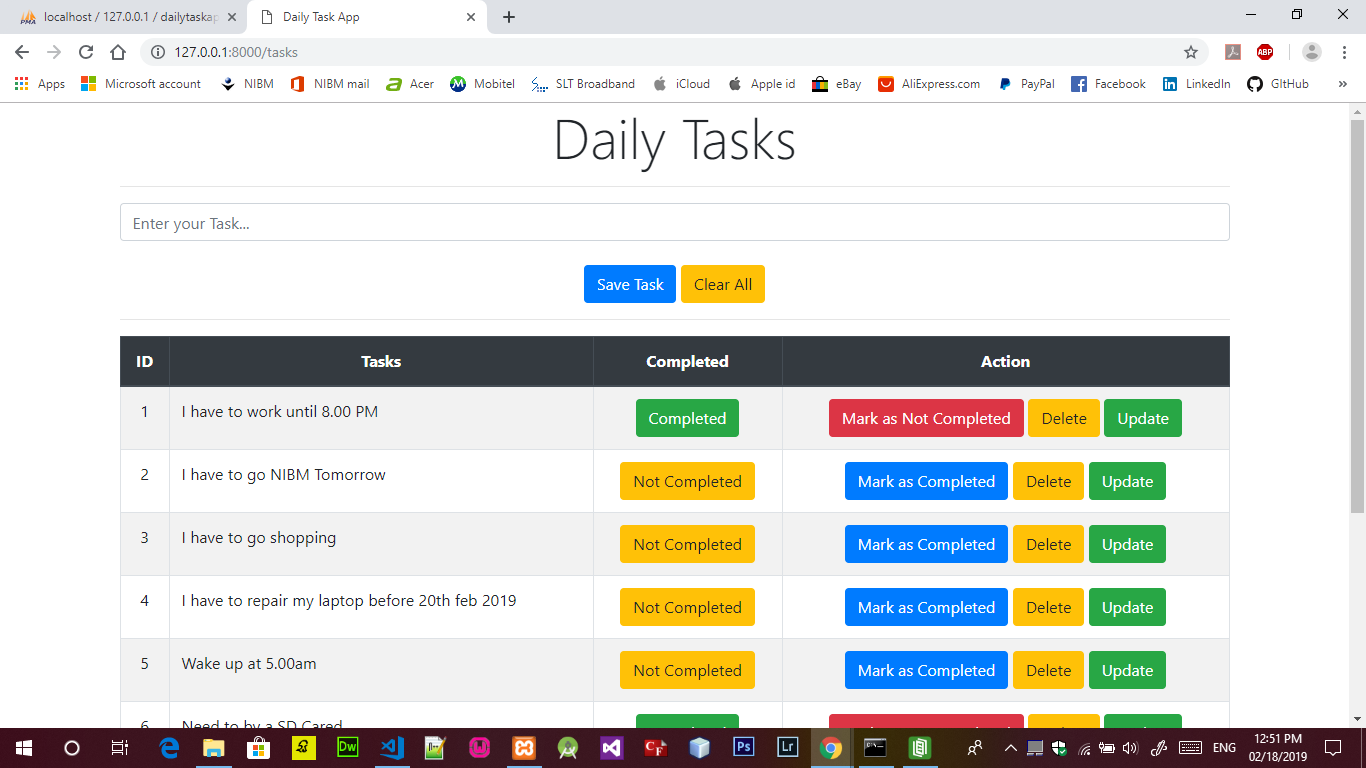 localhost / 127.0.0.1 / dailytaskap
Daily Task App
127.0.0.1:8000/tasks
ABP
Apps Microsoft account NIBM NIBM mail Acer Mobitel SLT Broadband iCloud Apple id eBay AliExpress.com PayPal Facebook LinkedIn GitHub »
Daily Tasks
Enter your Task...
Save Task Clear All
ID Tasks Completed Action
1 I have to work until 8.00 PM Completed Mark as Not Completed Delete Update
2 I have to go NIBM Tomorrow Not Completed Mark as Completed Delete Update
3 I have to go shopping Not Completed Mark as Completed Delete Update
4 I have to repair my laptop before 20th feb 2019 Not Completed Mark as Completed Delete Update
5 Wake up at 5.00am Not Completed Mark as Completed Delete Update
6 Need to by a SD Cared
Dw Ps Lr ENG 12:51 PM
02/18/2019